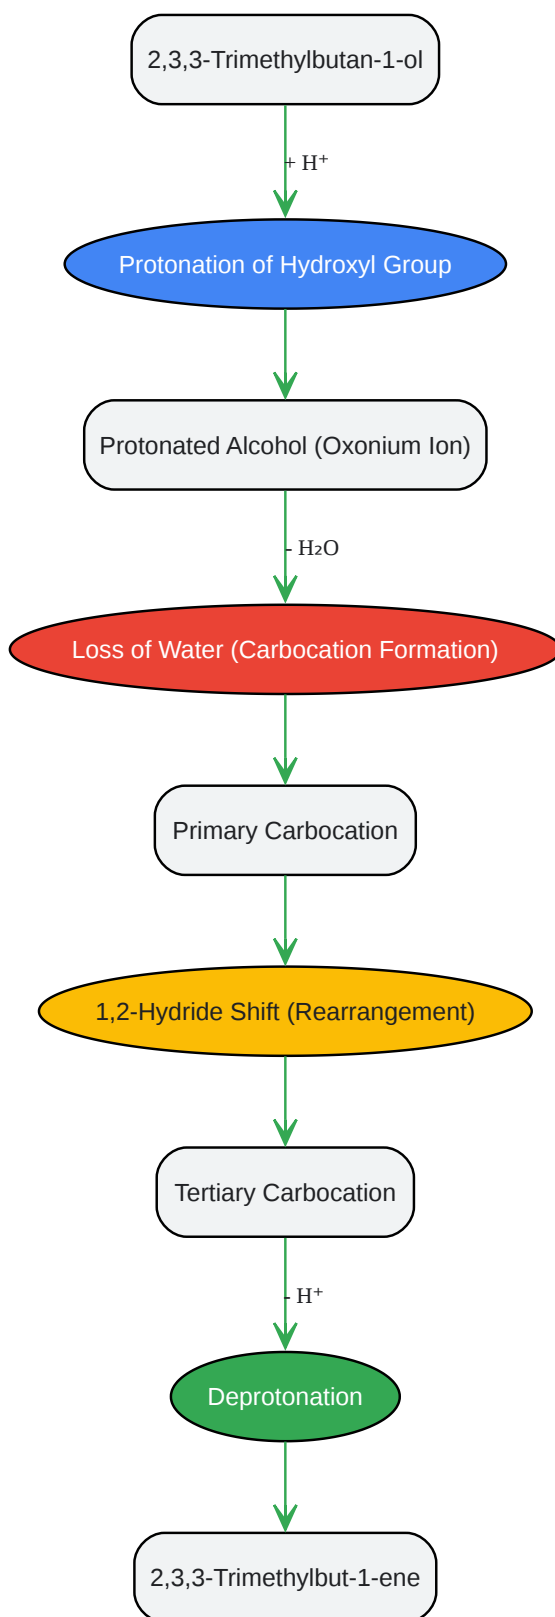 2,3,3-Trimethylbutan-1-ol
+ H⁺
Protonation of Hydroxyl Group
Protonated Alcohol (Oxonium Ion)
- H₂O
Loss of Water (Carbocation Formation)
Primary Carbocation
1,2-Hydride Shift (Rearrangement)
Tertiary Carbocation
- H⁺
Deprotonation
2,3,3-Trimethylbut-1-ene